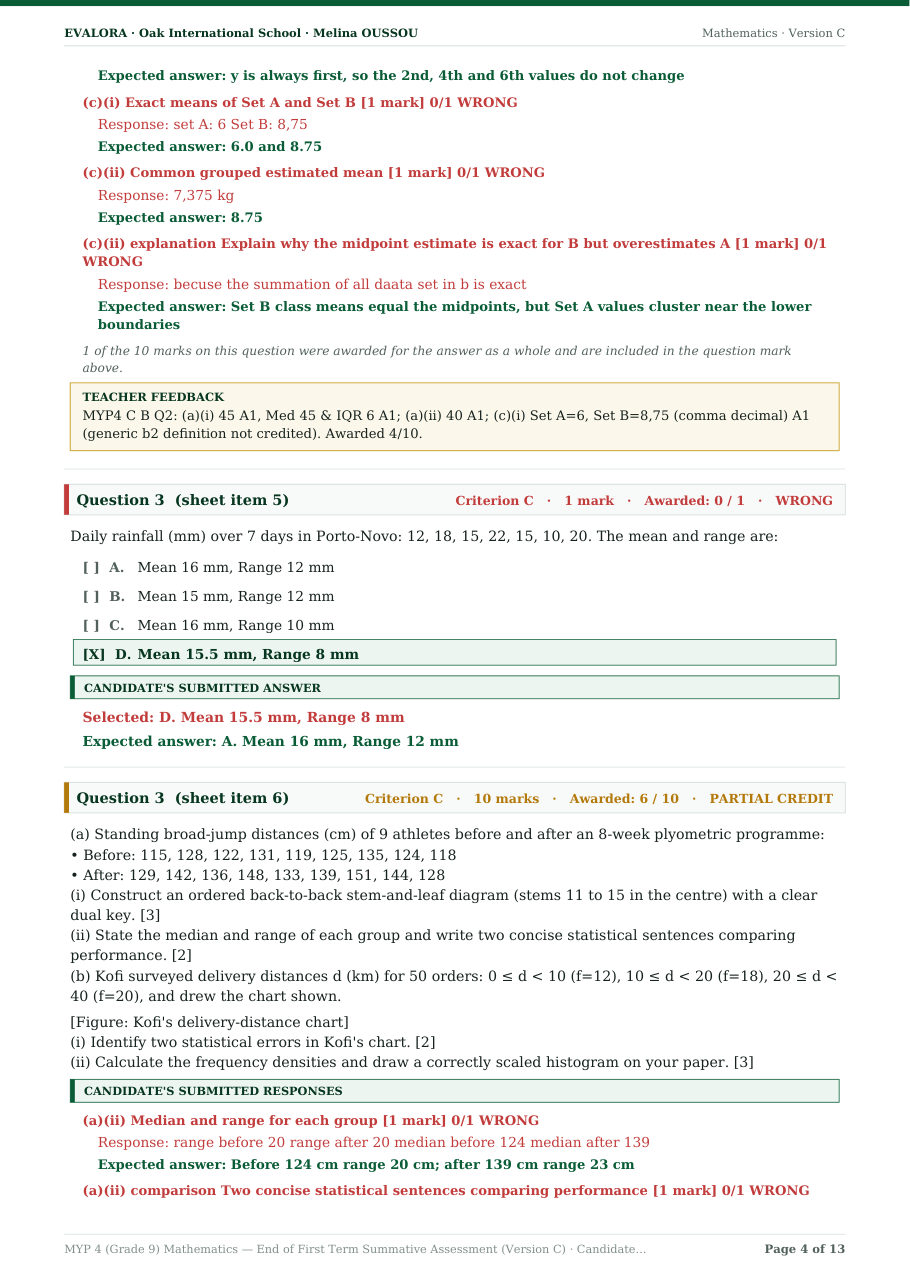 EVALORA · Oak International School · Melina OUSSOU
Mathematics · Version C
Expected answer: y is always first, so the 2nd, 4th and 6th values do not change
(c)(i) Exact means of Set A and Set B [1 mark] 0/1 WRONG
Response: set A: 6 Set B: 8,75
Expected answer: 6.0 and 8.75
(c)(ii) Common grouped estimated mean [1 mark] 0/1 WRONG
Response: 7,375 kg
Expected answer: 8.75
(c)(ii) explanation Explain why the midpoint estimate is exact for B but overestimates A [1 mark] 0/1
WRONG
Response: becuse the summation of all daata set in b is exact
Expected answer: Set B class means equal the midpoints, but Set A values cluster near the lower
boundaries
1 of the 10 marks on this question were awarded for the answer as a whole and are included in the question mark
above.
TEACHER FEEDBACK
MYP4 C B Q2: (a)(i) 45 A1, Med 45 & IQR 6 A1; (a)(ii) 40 A1; (c)(i) Set A=6, Set B=8,75 (comma decimal) A1
(generic b2 definition not credited). Awarded 4/10.
Question 3 (sheet item 5)
Criterion C · 1 mark · Awarded: 0 / 1 · WRONG
Daily rainfall (mm) over 7 days in Porto-Novo: 12, 18, 15, 22, 15, 10, 20. The mean and range are:
[ ] A. Mean 16 mm, Range 12 mm
[ ] B. Mean 15 mm, Range 12 mm
[ ] C. Mean 16 mm, Range 10 mm
[X] D. Mean 15.5 mm, Range 8 mm
CANDIDATE'S SUBMITTED ANSWER
Selected: D. Mean 15.5 mm, Range 8 mm
Expected answer: A. Mean 16 mm, Range 12 mm
Question 3 (sheet item 6)
Criterion C · 10 marks · Awarded: 6 / 10 · PARTIAL CREDIT
(a) Standing broad-jump distances (cm) of 9 athletes before and after an 8-week plyometric programme:
• Before: 115, 128, 122, 131, 119, 125, 135, 124, 118
• After: 129, 142, 136, 148, 133, 139, 151, 144, 128
(i) Construct an ordered back-to-back stem-and-leaf diagram (stems 11 to 15 in the centre) with a clear
dual key. [3]
(ii) State the median and range of each group and write two concise statistical sentences comparing
performance. [2]
(b) Kofi surveyed delivery distances d (km) for 50 orders: 0 ≤ d < 10 (f=12), 10 ≤ d < 20 (f=18), 20 ≤ d <
40 (f=20), and drew the chart shown.
[Figure: Kofi's delivery-distance chart]
(i) Identify two statistical errors in Kofi's chart. [2]
(ii) Calculate the frequency densities and draw a correctly scaled histogram on your paper. [3]
CANDIDATE'S SUBMITTED RESPONSES
(a)(ii) Median and range for each group [1 mark] 0/1 WRONG
Response: range before 20 range after 20 median before 124 median after 139
Expected answer: Before 124 cm range 20 cm; after 139 cm range 23 cm
(a)(ii) comparison Two concise statistical sentences comparing performance [1 mark] 0/1 WRONG
MYP 4 (Grade 9) Mathematics — End of First Term Summative Assessment (Version C) · Candidate...
Page 4 of 13